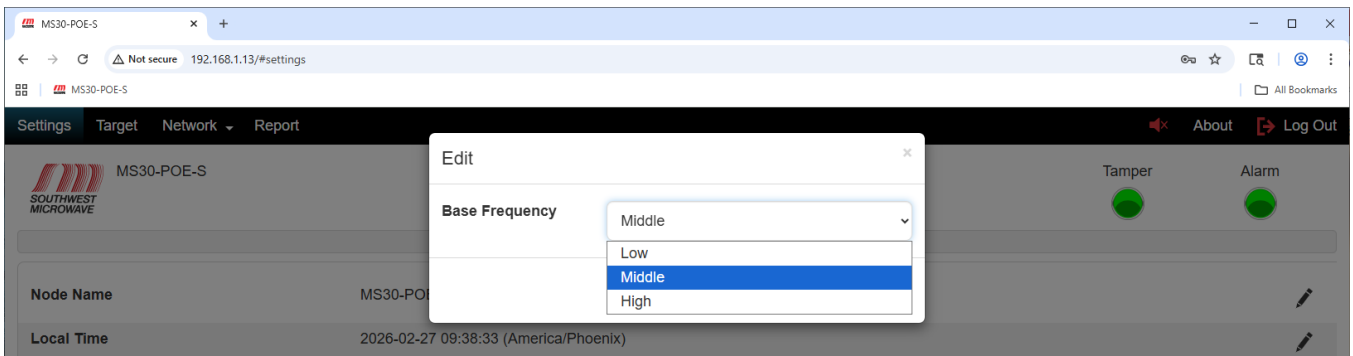 MS30-POE-S
Not secure 192.168.1.13/#settings
MS30-POE-S
All Bookmarks
Settings Target Network Report About Log Out
SOUTHWEST
MICROWAVE
MS30-POE-S
Tamper Alarm
Edit
Base Frequency Middle
Low
Middle
High
Node Name MS30-POE
Local Time 2026-02-27 09:38:33 (America/Phoenix)